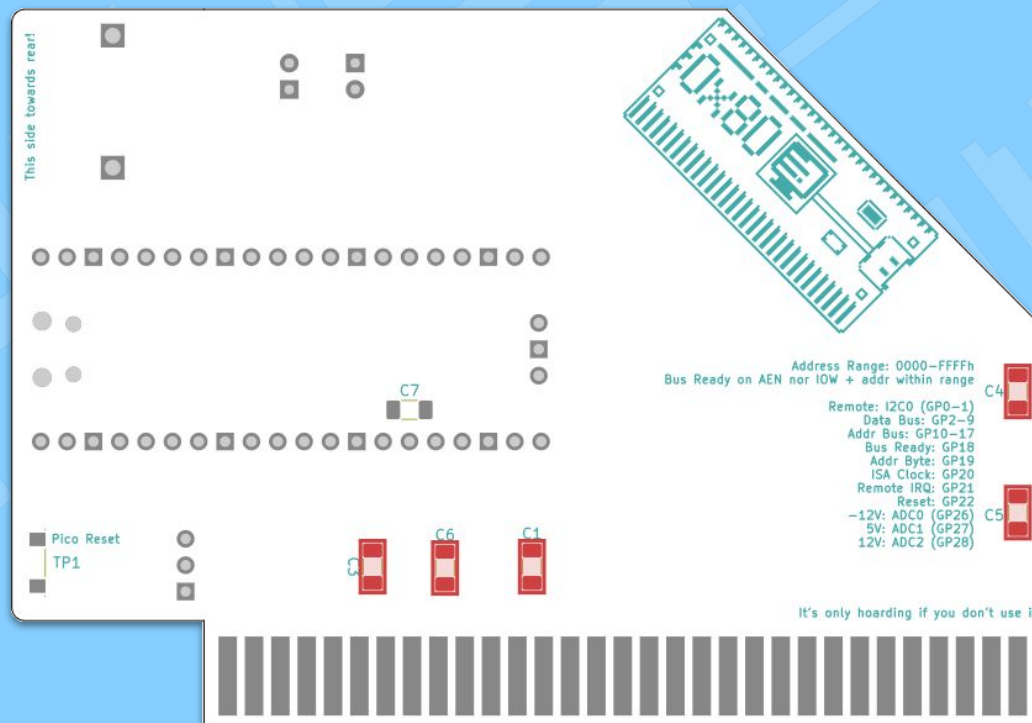 This side towards rear!
0x80
Address Range: 0000-FFFFh
Bus Ready on AEN nor IOW + addr within range
C4
Remote: I2C0 (GP0-1)
Data Bus: GP2-9
Addr Bus: GP10-17
Bus Ready: GP18
Addr Byte: GP19
ISA Clock: GP20
Remote IRQ: GP21
Reset: GP22
-12V: ADC0 (GP26)
5V: ADC1 (GP27)
12V: ADC2 (GP28)
C5
C7
Pico Reset
TP1
C3
C6
C1
It's only hoarding if you don't use i